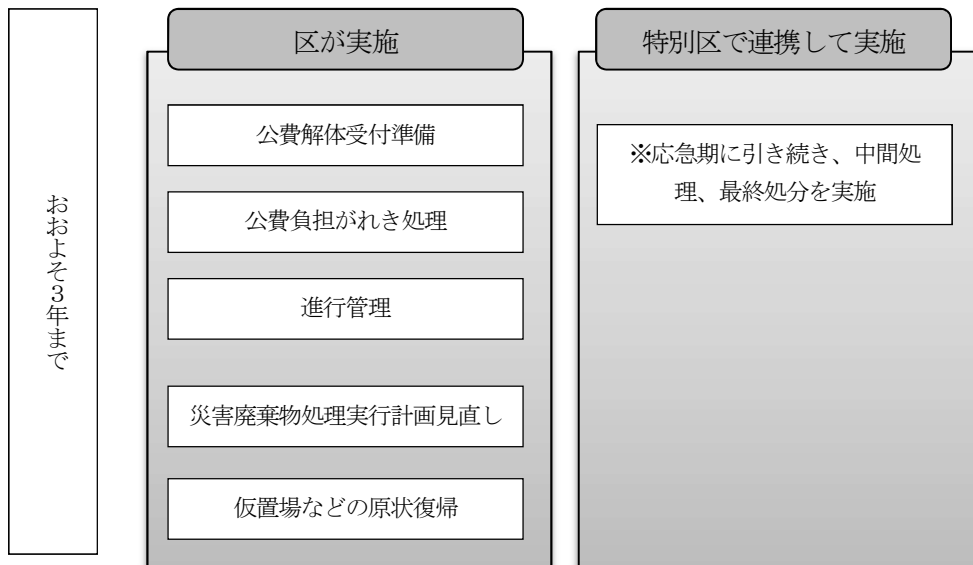 おおよそ3年まで
区が実施
公費解体受付準備
公費負担がれき処理
進行管理
災害廃棄物処理実行計画見直し
仮置場などの原状復帰
特別区で連携して実施
※応急期に引き続き、中間処
理、最終処分を実施